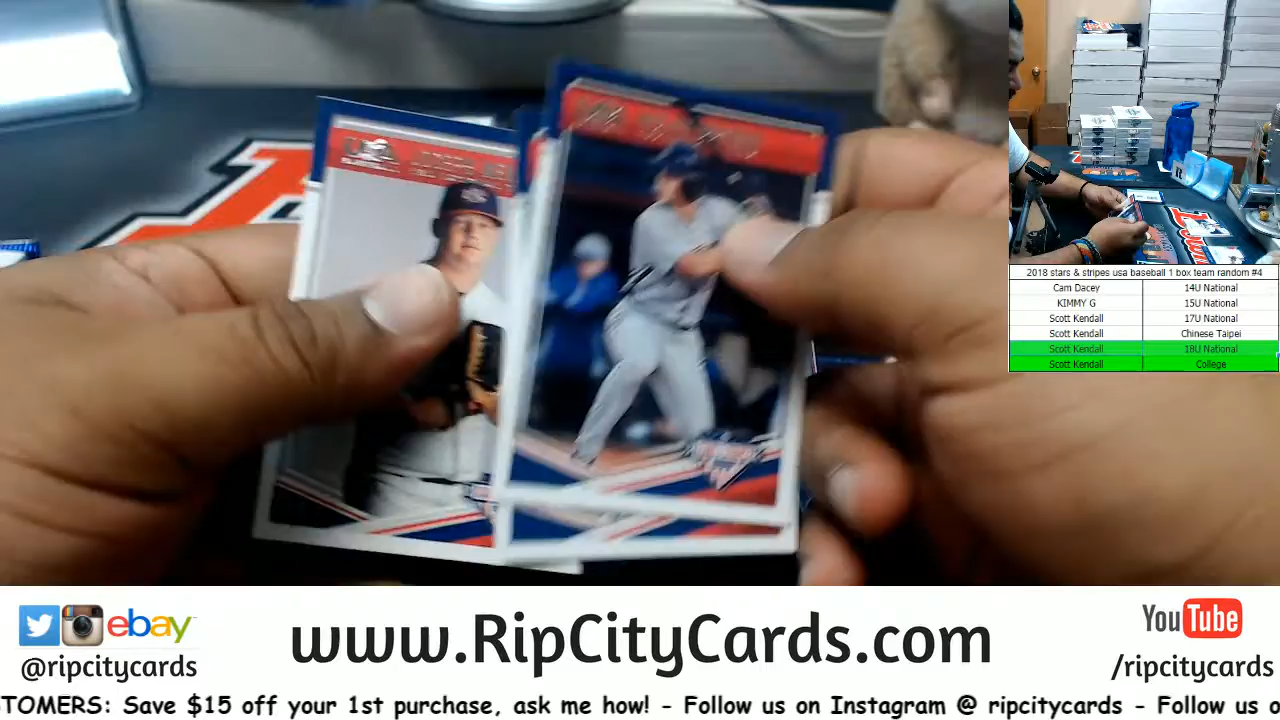 2018 stars & stripes usa baseball 1 box team random #4
Cam Dacey 14U National
KIMMY G 15U National
Scott Kendall 17U National
Scott Kendall Chinese Taipei
Scott Kendall 18U National
Scott Kendall College
ebay
@ripcitycards
www.RipCityCards.com
YouTube
/ripcitycards
TOMERS: Save $15 off your 1st purchase, ask me how! - Follow us on Instagram @ ripcitycards - Follow us o